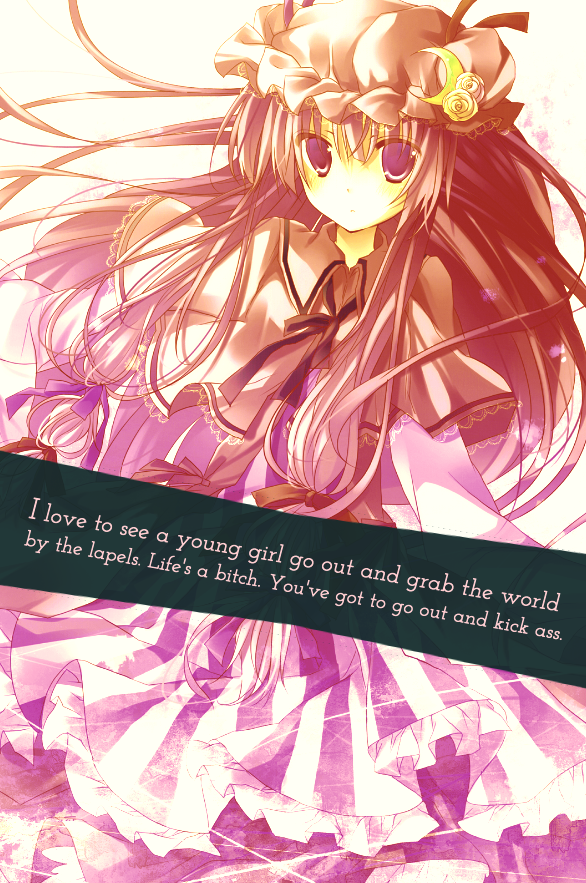 I love to see a young girl go out and grab the world
by the lapels. Life's a bitch. You've got to go out and kick ass.